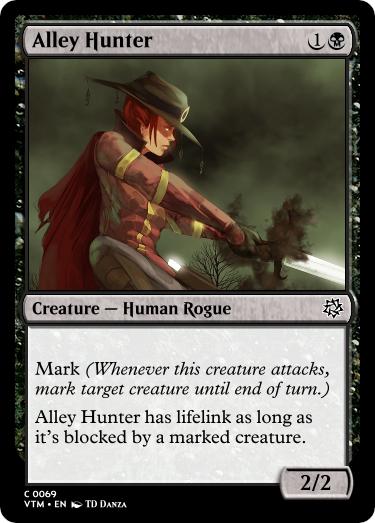 Alley Hunter 1
Creature — Human Rogue
Mark (Whenever this creature attacks,
mark target creature until end of turn.)
Alley Hunter has lifelink as long as
it's blocked by a marked creature.
2/2
C 0069
VTM • EN TD DANZA